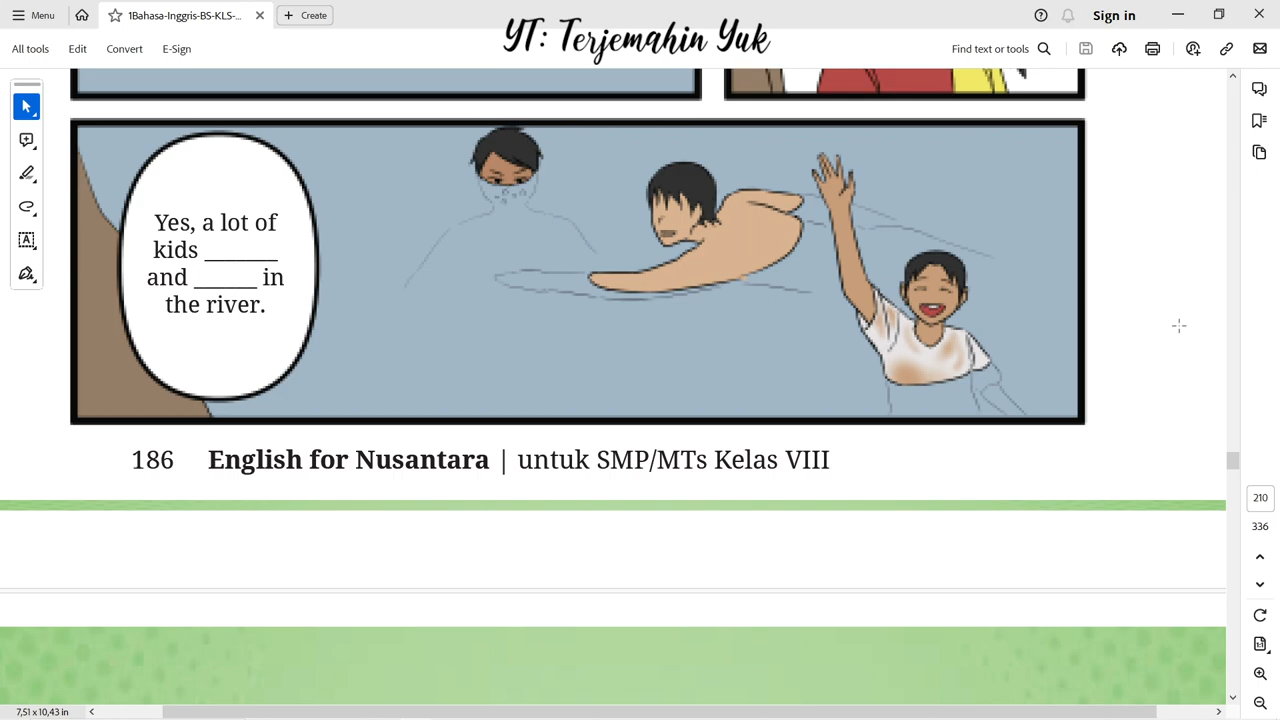 Menu
1Bahasa-Inggris-BS-KLS-...
Create
YT: Terjemahin Yuk
Sign in
All tools
Edit
Convert
E-Sign
Find text or tools
Yes, a lot of
kids _______
and ______ in
the river.
186 English for Nusantara | untuk SMP/MTs Kelas VIII
210
336
7,51 x 10,43 in